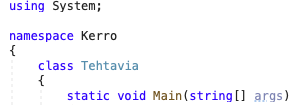 using System;
namespace Kerro
{
class Tehtavia
{
static void Main(string[] args)